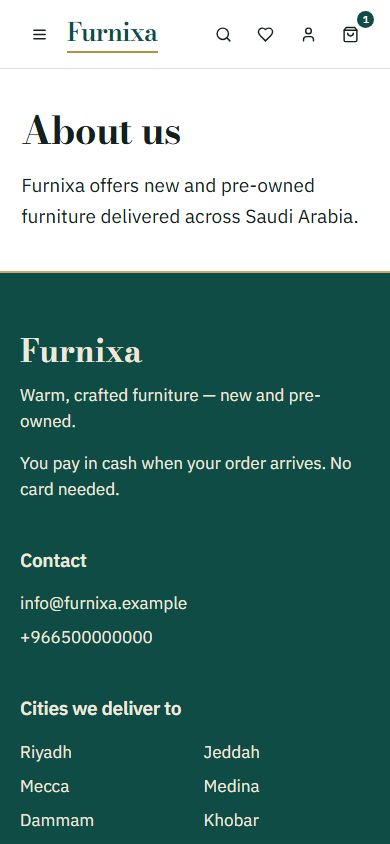 Furnixa
1
About us
Furnixa offers new and pre-owned
furniture delivered across Saudi Arabia.
Furnixa
Warm, crafted furniture — new and pre-
owned.
You pay in cash when your order arrives. No
card needed.
Contact
info@furnixa.example
+966500000000
Cities we deliver to
Riyadh
Jeddah
Mecca
Medina
Dammam
Khobar